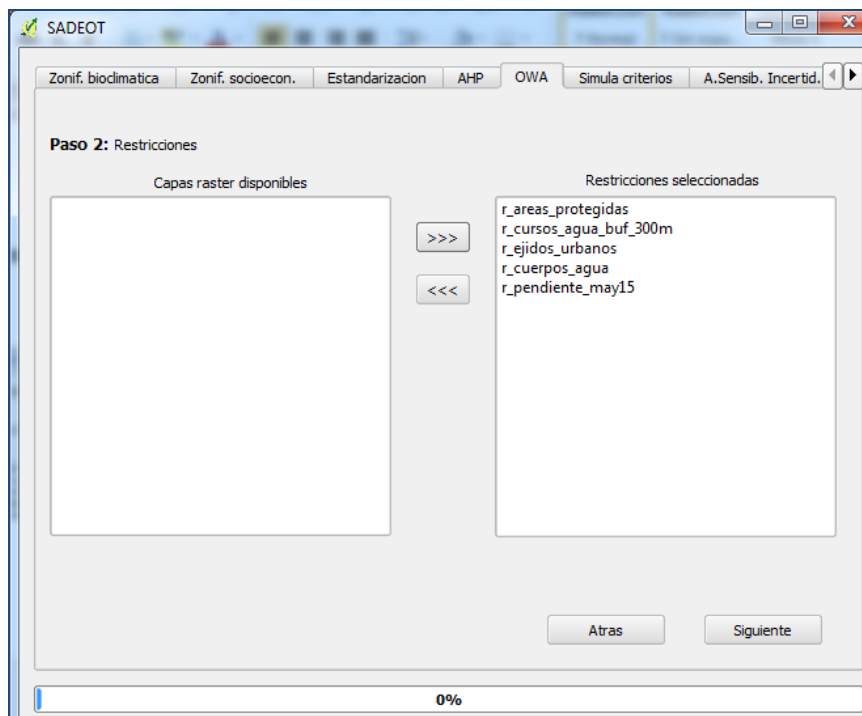 SADEOT
Zonif. bioclimatica
Zonif. socioecon.
Estandarizacion
AHP
OWA
Simula criterios
A.Sensib. Incertid.
Paso 2: Restricciones
Capas raster disponibles
Restricciones seleccionadas
>>>
<<<
r_areas_protegidas
r_cursos_agua_buf_300m
r_ejidos_urbanos
r_cuerpos_agua
r_pendiente_may15
Atras
Siguiente
0%